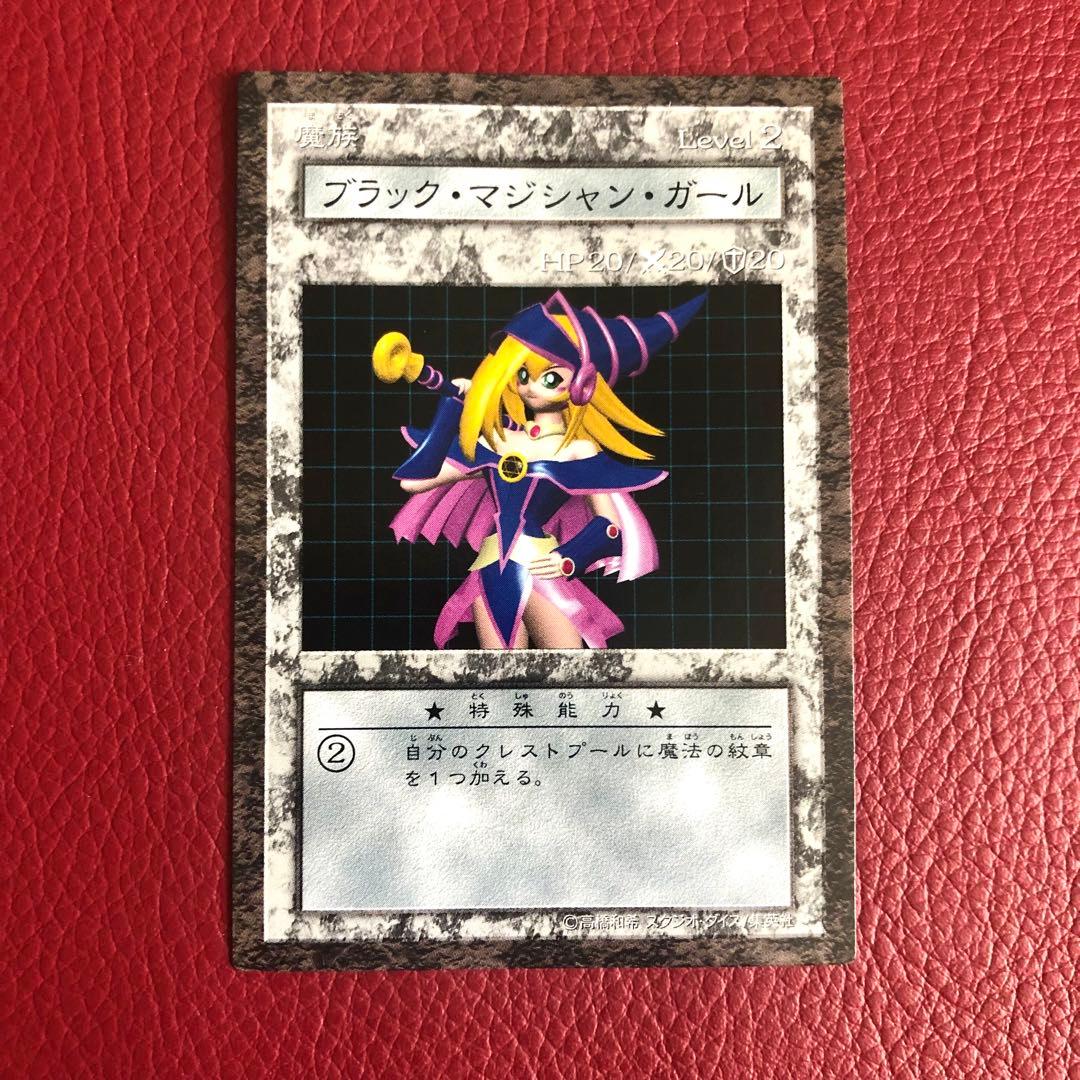 魔族 Level 2
ブラック・マジシャン・ガール
HP20/20/20
★ 特殊能力 ★
② 自分のクレストプールに魔法の紋章
を1つ加える。
©高橋和希 スタジオ・ダイス/集英社